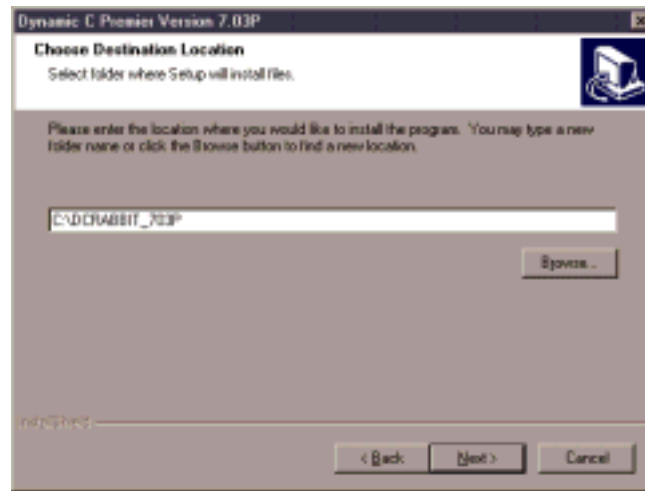 Dynamic C Premier Version 7.03P
Choose Destination Location
Select folder where Setup will install files.
Please enter the location where you would like to install the program. You may type a new
folder name or click the Browse button to find a new location.
C:\DCRABBIT_703P
Browse...
InstallShield
< Back
Next >
Cancel